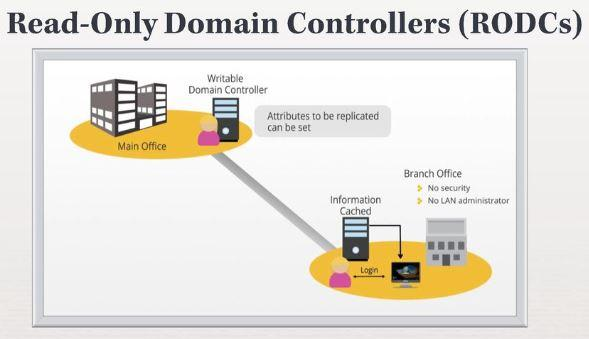 Read-Only Domain Controllers (RODCs)
Writable
Domain Controller
Attributes to be replicated
can be set
Main Office
Branch Office
No security
No LAN administrator
Information
Cached
Login